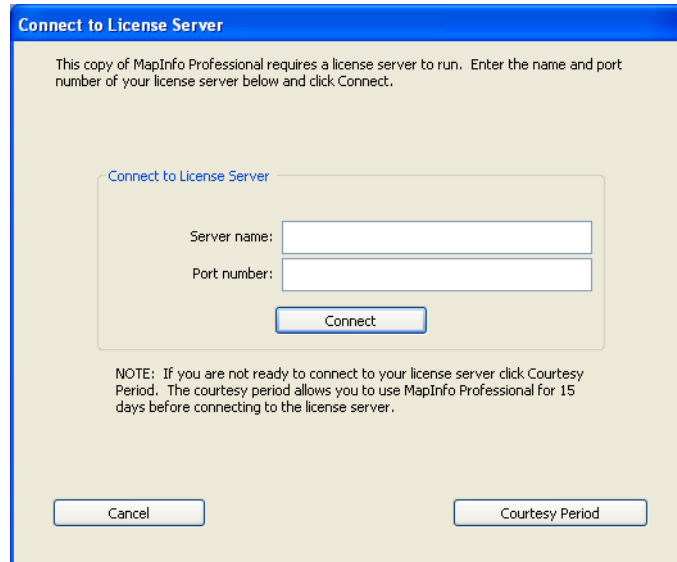 Connect to License Server
This copy of MapInfo Professional requires a license server to run.  Enter the name and port
number of your license server below and click Connect.
Connect to License Server
Server name:
Port number:
Connect
NOTE:  If you are not ready to connect to your license server click Courtesy
Period.  The courtesy period allows you to use MapInfo Professional for 15
days before connecting to the license server.
Cancel
Courtesy Period